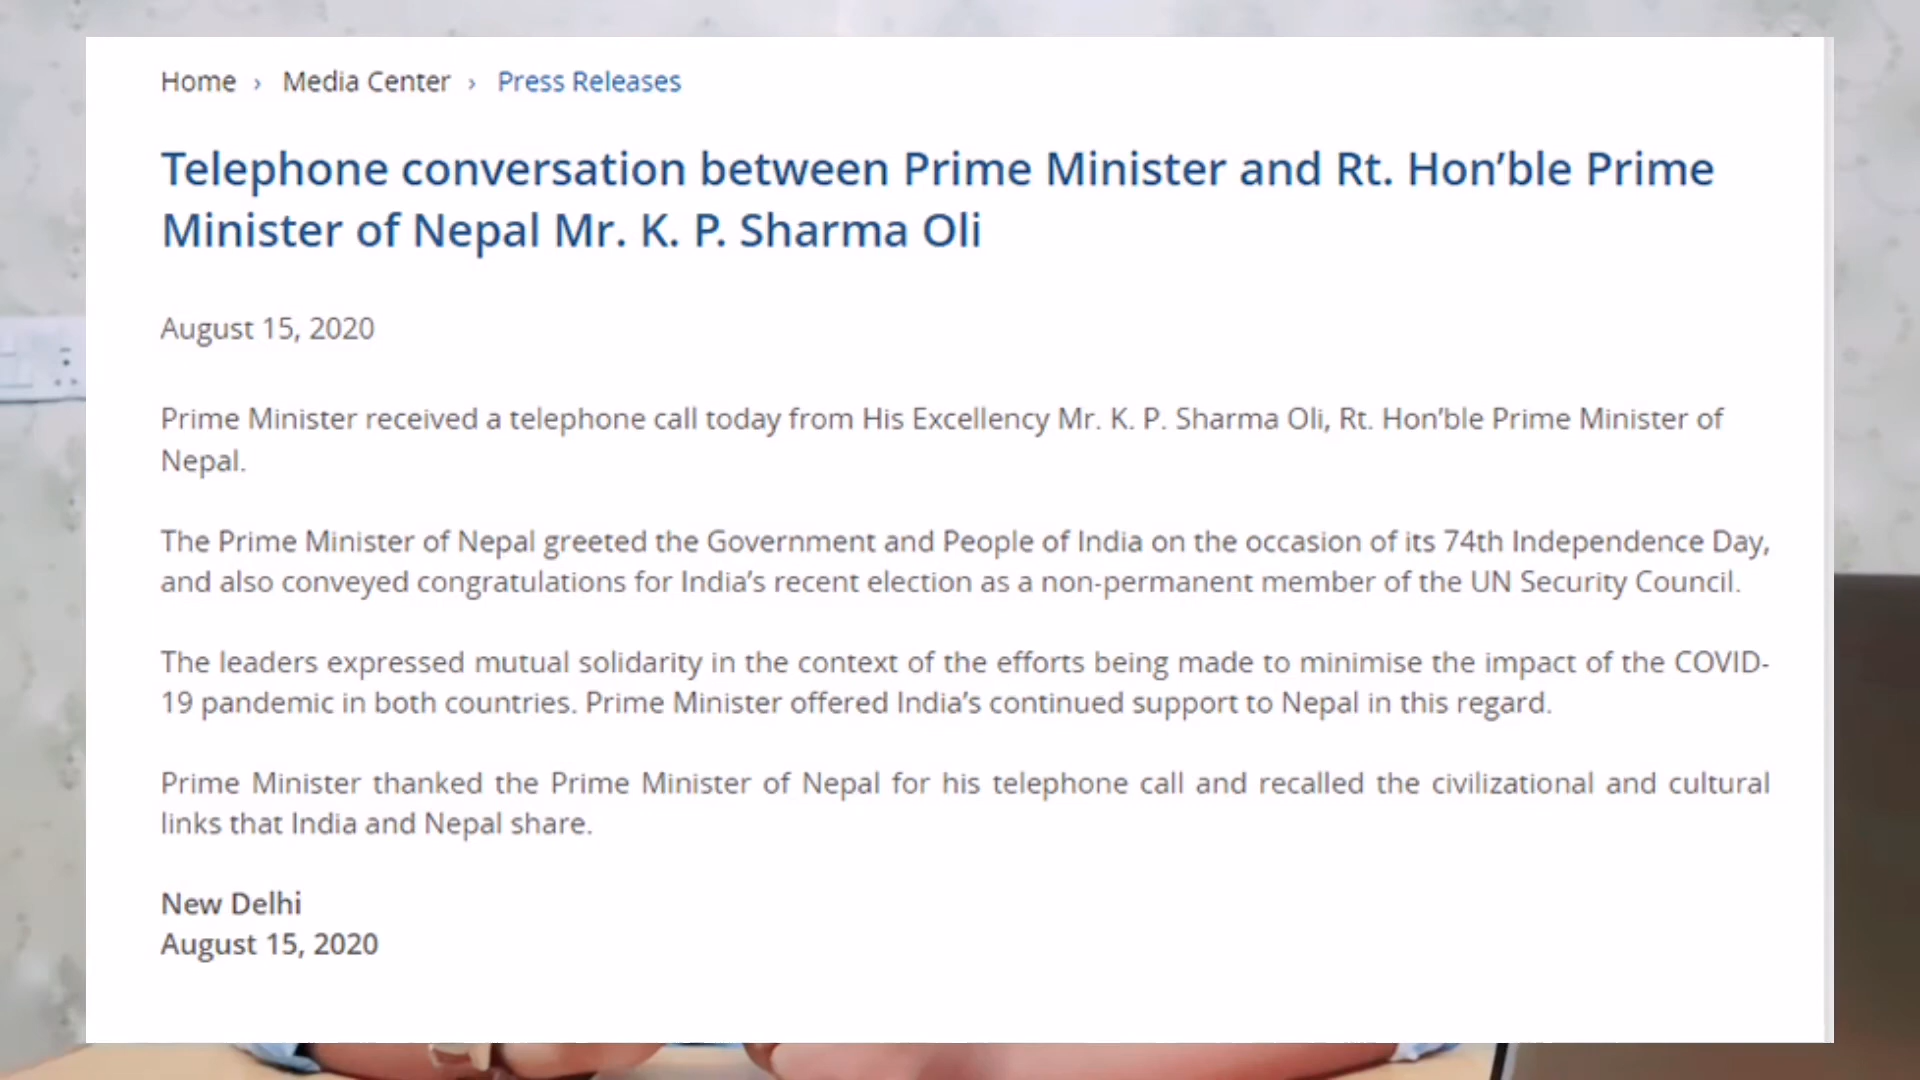 Home › Media Center › Press Releases
Telephone conversation between Prime Minister and Rt. Hon’ble Prime
Minister of Nepal Mr. K. P. Sharma Oli
August 15, 2020
Prime Minister received a telephone call today from His Excellency Mr. K. P. Sharma Oli, Rt. Hon’ble Prime Minister of
Nepal.
The Prime Minister of Nepal greeted the Government and People of India on the occasion of its 74th Independence Day,
and also conveyed congratulations for India’s recent election as a non-permanent member of the UN Security Council.
The leaders expressed mutual solidarity in the context of the efforts being made to minimise the impact of the COVID-
19 pandemic in both countries. Prime Minister offered India’s continued support to Nepal in this regard.
Prime Minister thanked the Prime Minister of Nepal for his telephone call and recalled the civilizational and cultural
links that India and Nepal share.
New Delhi
August 15, 2020